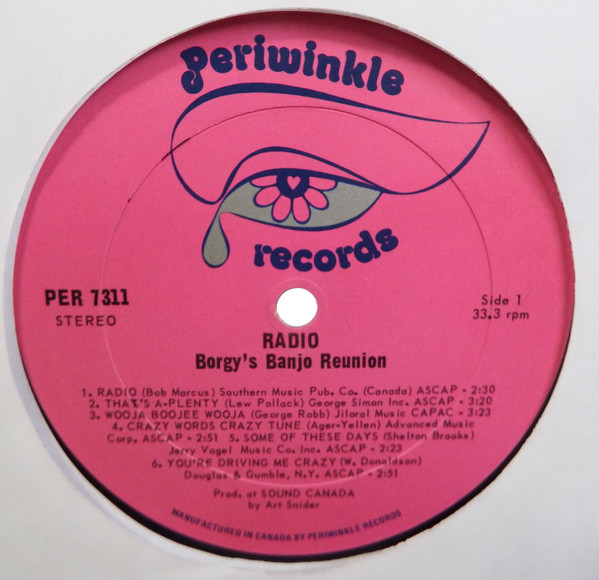 Periwinkle
records
PER 7311
STEREO
Side 1
33.3 rpm
RADIO
Borgy's Banjo Reunion
1. RADIO (Bob Marcus) Southern Music Pub. Co. (Canada) ASCAP - 2:30
2. THAT'S A-PLENTY (Lew Pollack) George Simon Inc. ASCAP - 3:20
3. WOOJA BOOJEE WOOJA (George Robb) Jiloral Music CAPAC - 3:23
4. CRAZY WORDS CRAZY TUNE (Ager-Yellen) Advanced Music
Corp. ASCAP - 2:51 5. SOME OF THESE DAYS (Shelton Brooks)
Jerry Vogel Music Co. Inc. ASCAP - 2:23
6. YOU'RE DRIVING ME CRAZY (W. Donaldson)
Douglas & Gumble, N.Y. ASCAP - 2:51
Prod. at SOUND CANADA
by Art Snider
MANUFACTURED IN CANADA BY PERIWINKLE RECORDS